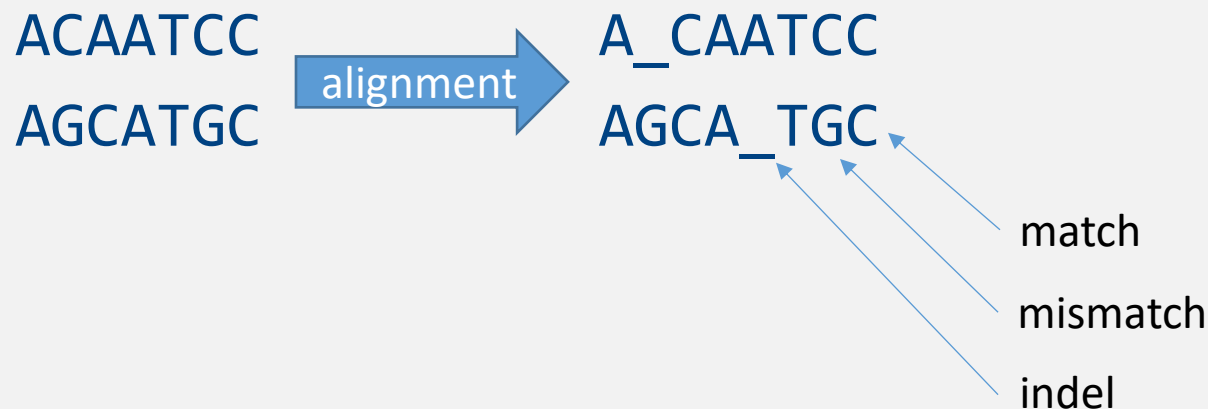 ACAATCC
AGCATGC
alignment
A_CAATCC
AGCA_TGC
match
mismatch
indel